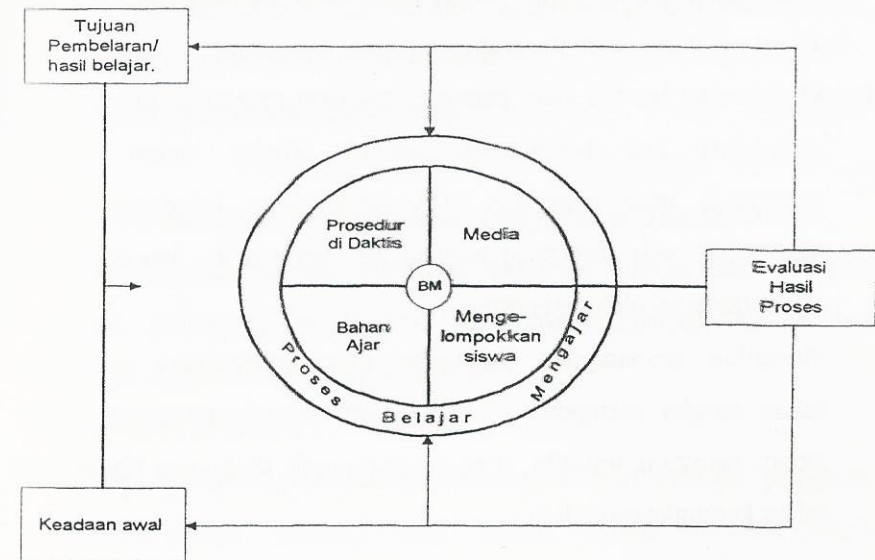 Tujuan
Pembelaran/
hasil belajar.
Prosedur
di Daktis
Media
BM
Bahan
Ajar
Menge-
lompokkan
siswa
Proses Belajar Mengajar
Evaluasi
Hasil
Proses
Keadaan awal